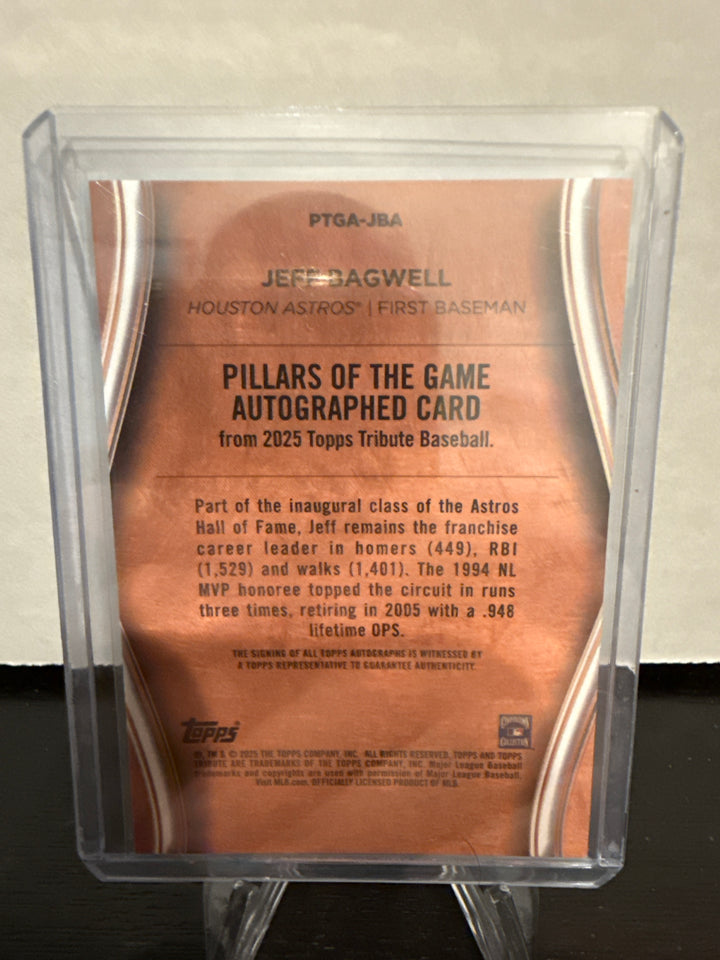 PTGA-JBA
JEFF BAGWELL
HOUSTON ASTROS® | FIRST BASEMAN
PILLARS OF THE GAME
AUTOGRAPHED CARD
from 2025 Topps Tribute Baseball.
Part of the inaugural class of the Astros
Hall of Fame, Jeff remains the franchise
career leader in homers (449), RBI
(1,529) and walks (1,401). The 1994 NL
MVP honoree topped the circuit in runs
three times, retiring in 2005 with a .948
lifetime OPS.
THE SIGNING OF ALL TOPPS AUTOGRAPHS IS WITNESSED BY
A TOPPS REPRESENTATIVE TO GUARANTEE AUTHENTICITY.
Topps®
COOPERSTOWN
COLLECTION
®, TM & © 2025 THE TOPPS COMPANY, INC. ALL RIGHTS RESERVED. TOPPS AND TOPPS
TRIBUTE ARE TRADEMARKS OF THE TOPPS COMPANY, INC. Major League Baseball
trademarks and copyrights are used with permission of Major League Baseball.
Visit MLB.com. OFFICIALLY LICENSED PRODUCT OF MLB.